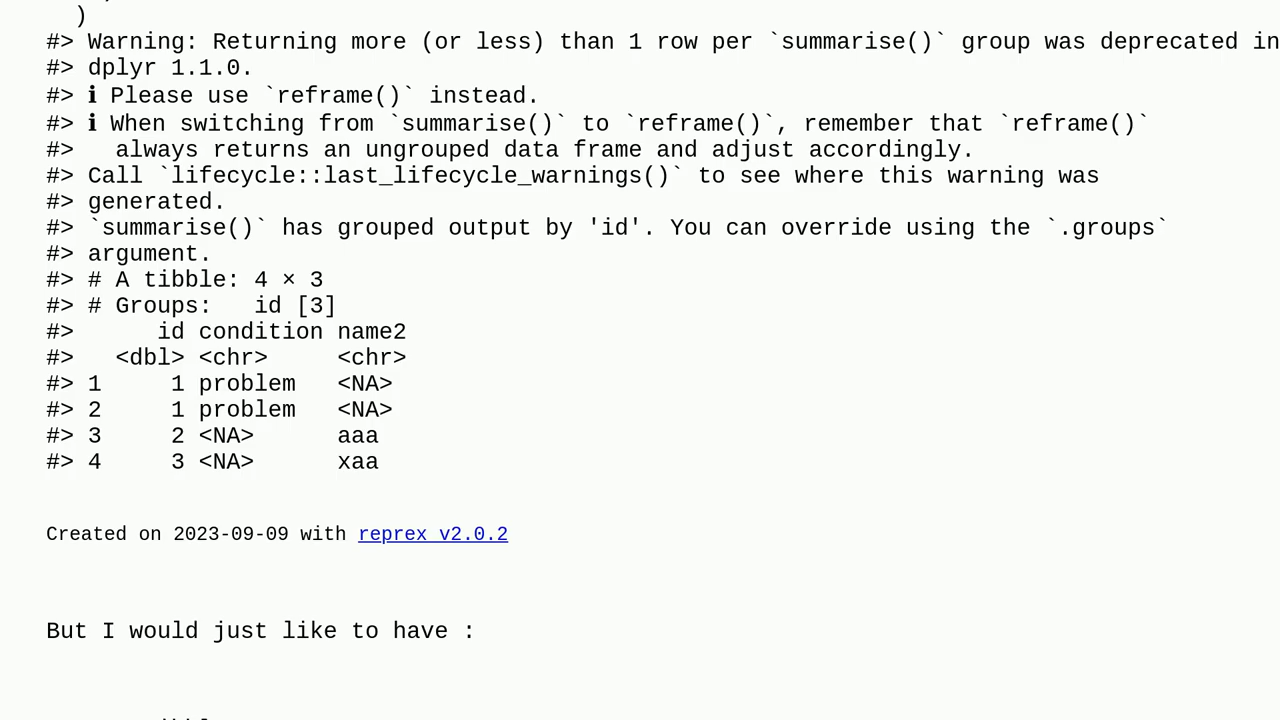 )
#> Warning: Returning more (or less) than 1 row per `summarise()` group was deprecated in
#> dplyr 1.1.0.
#> ℹ Please use `reframe()` instead.
#> ℹ When switching from `summarise()` to `reframe()`, remember that `reframe()`
#>   always returns an ungrouped data frame and adjust accordingly.
#> Call `lifecycle::last_lifecycle_warnings()` to see where this warning was
#> generated.
#> `summarise()` has grouped output by 'id'. You can override using the `.groups`
#> argument.
#> # A tibble: 4 × 3
#> # Groups:   id [3]
#>      id condition name2
#>   <dbl> <chr>     <chr>
#> 1     1 problem   <NA>
#> 2     1 problem   <NA>
#> 3     2 <NA>      aaa
#> 4     3 <NA>      xaa
Created on 2023-09-09 with reprex v2.0.2
But I would just like to have :